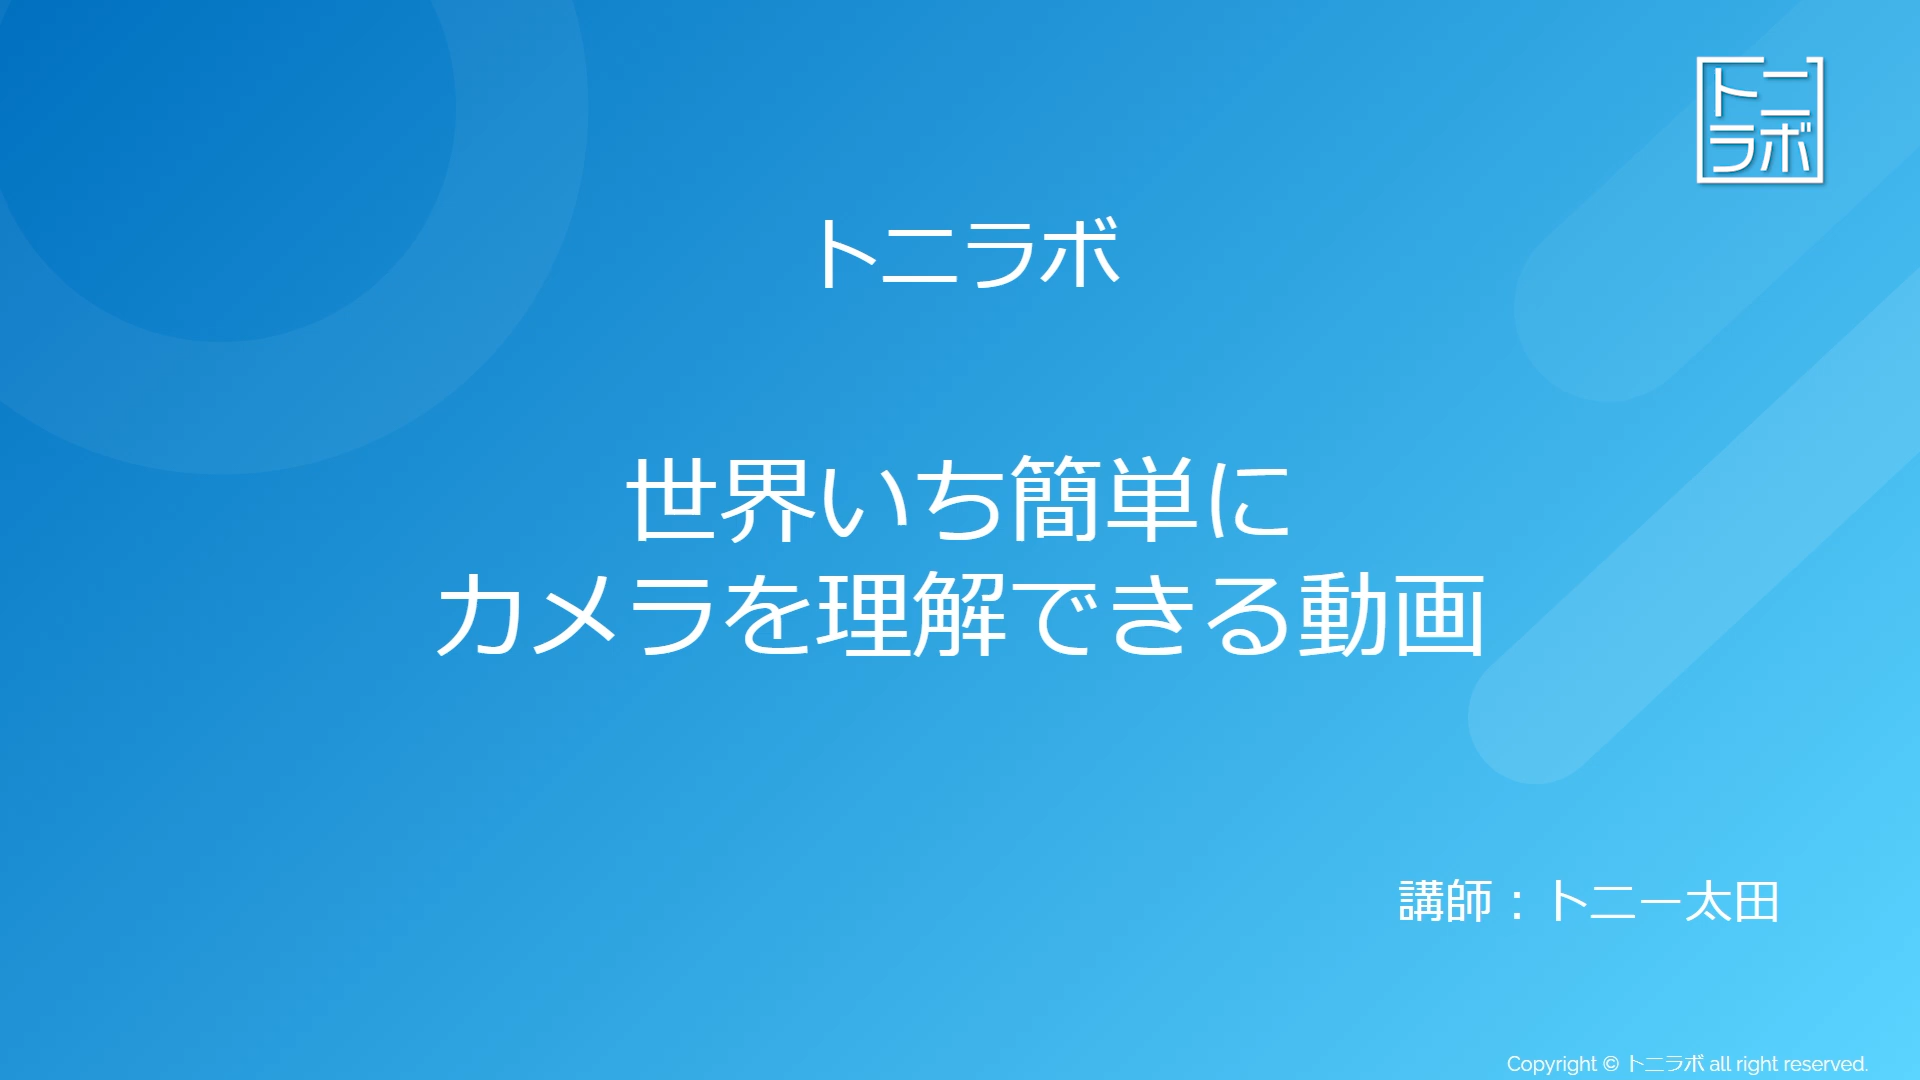 トニ
ラボ
トニラボ
世界いち簡単に
カメラを理解できる動画
講師：トニー太田
Copyright © トニラボ all right reserved.